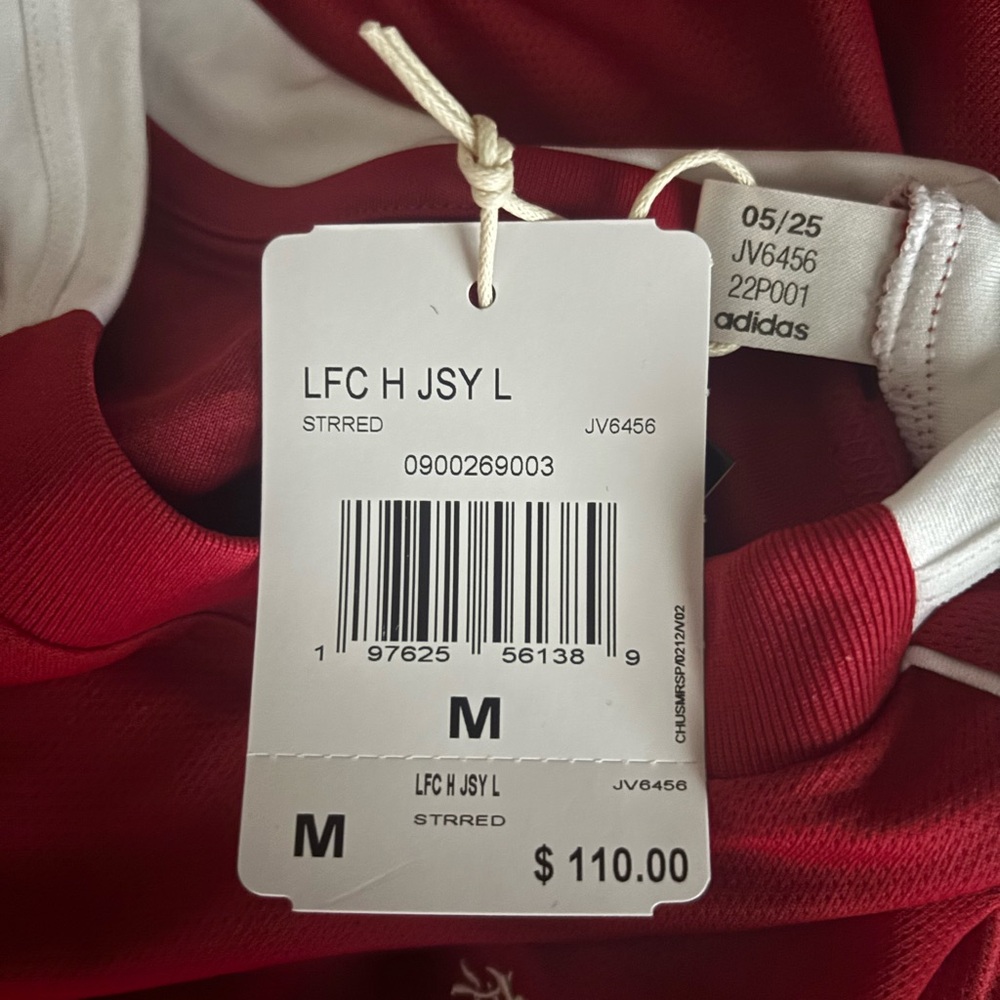 05/25
JV6456
22P001
adidas
LFC H JSY L
STRRED JV6456
0900269003
1 97625 56138 9
CHUSMRSP/0212/V02
M
LFC H JSY L JV6456
STRRED
M
$ 110.00